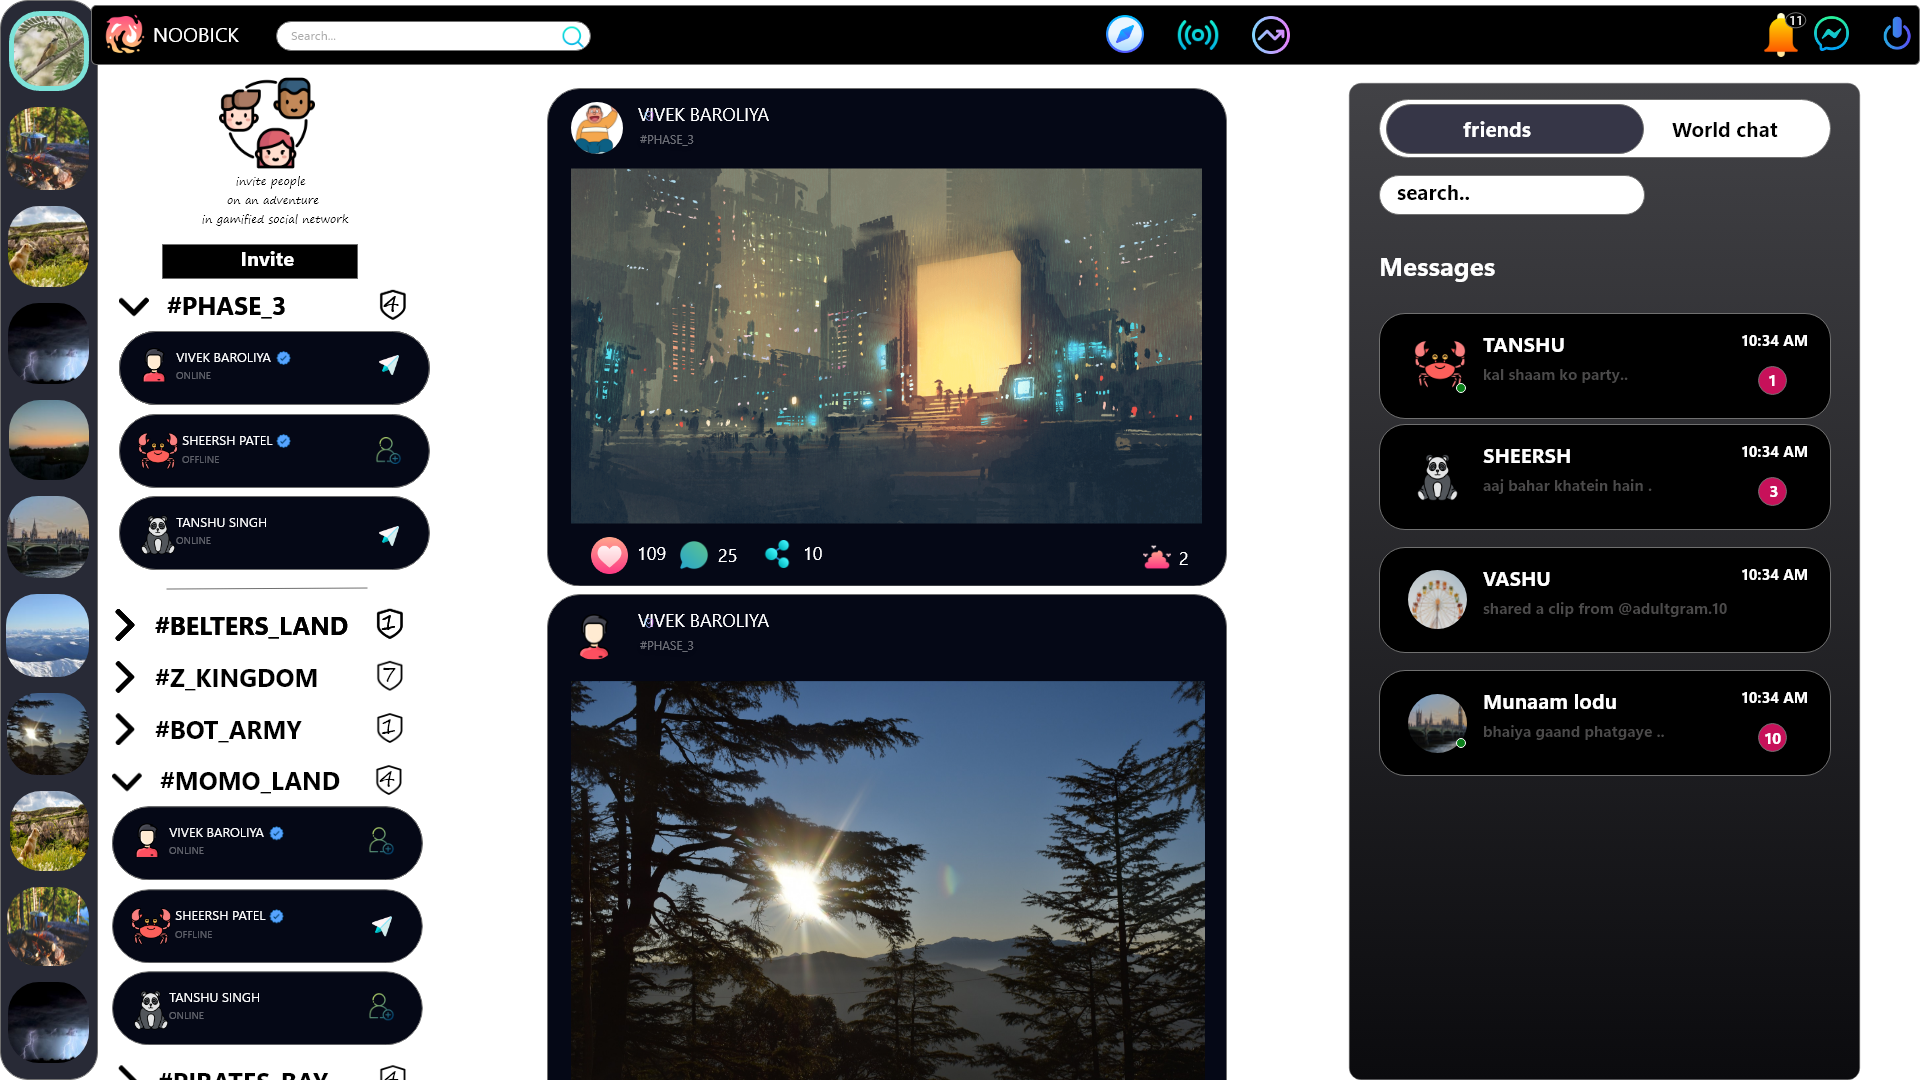 NOOBICK
Search...
11
invite people
on an adventure
in gamified social network
Invite
#PHASE_3
4
VIVEK BAROLIYA
ONLINE
SHEERSH PATEL
OFFLINE
TANSHU SINGH
ONLINE
#BELTERS_LAND
1
#Z_KINGDOM
7
#BOT_ARMY
1
#MOMO_LAND
4
VIVEK BAROLIYA
ONLINE
SHEERSH PATEL
OFFLINE
TANSHU SINGH
ONLINE
#PIRATES_BAY
4
VIVEK BAROLIYA
#PHASE_3
109
25
10
2
VIVEK BAROLIYA
#PHASE_3
friends
World chat
search..
Messages
TANSHU
10:34 AM
kal shaam ko party..
1
SHEERSH
10:34 AM
aaj bahar khatein hain .
3
VASHU
10:34 AM
shared a clip from @adultgram.10
Munaam lodu
10:34 AM
bhaiya gaand phatgaye ..
10